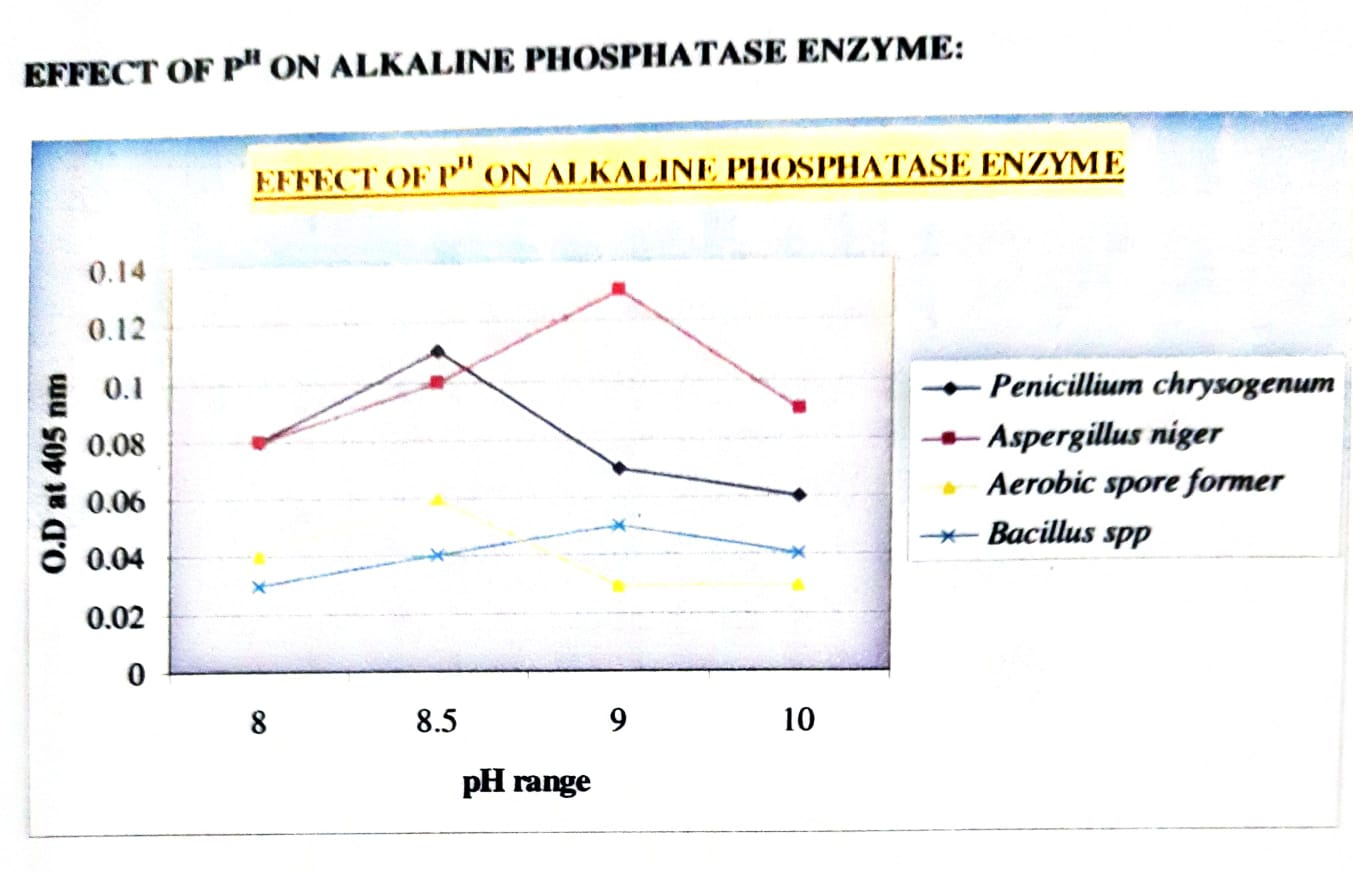 EFFECT OF Pᴴ ON ALKALINE PHOSPHATASE ENZYME:
EFFECT OF Pᴴ ON ALKALINE PHOSPHATASE ENZYME
0.14
0.12
0.1
0.08
0.06
0.04
0.02
0
O.D at 405 nm
8 8.5 9 10
pH range
Penicillium chrysogenum
Aspergillus niger
Aerobic spore former
Bacillus spp